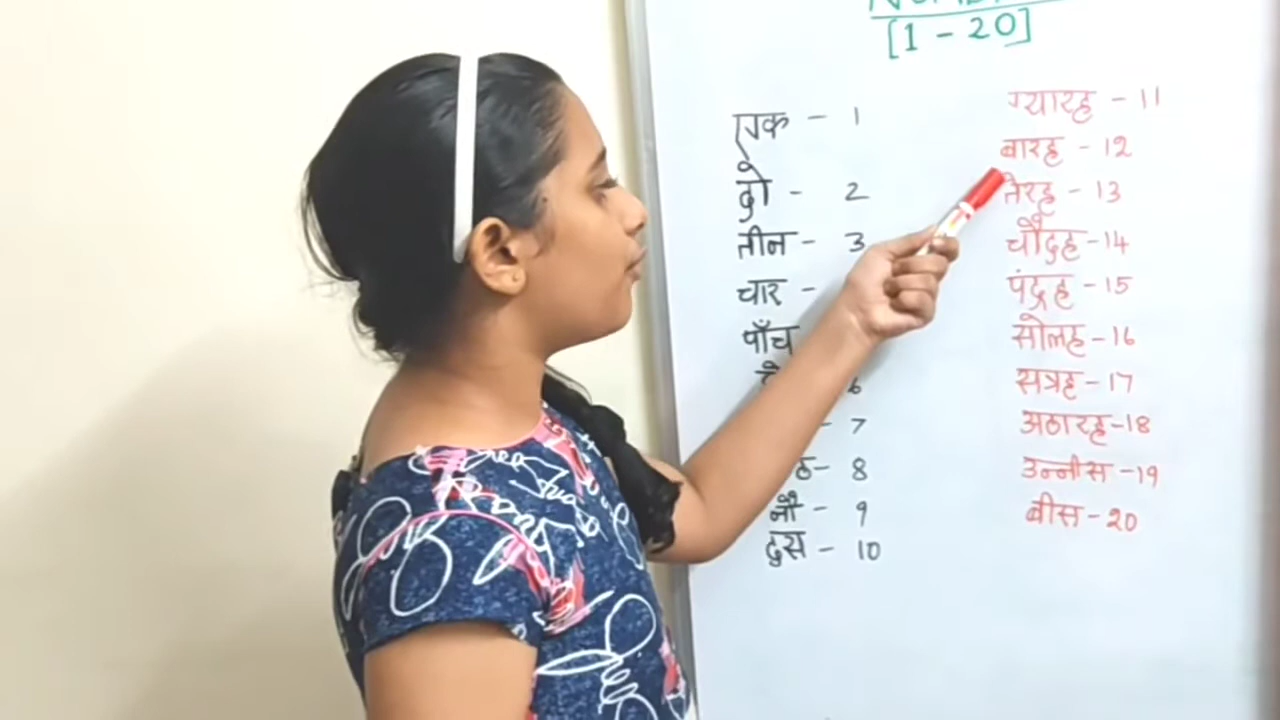 [1 - 20]
एक - 1
दो - 2
तीन - 3
चार -
पाँच
6
- 7
ठ - 8
नौ - 9
दस - 10
ग्यारह - 11
बारह - 12
तेरह - 13
चौदह - 14
पंद्रह - 15
सोलह - 16
सत्रह - 17
अठारह - 18
उन्नीस - 19
बीस - 20